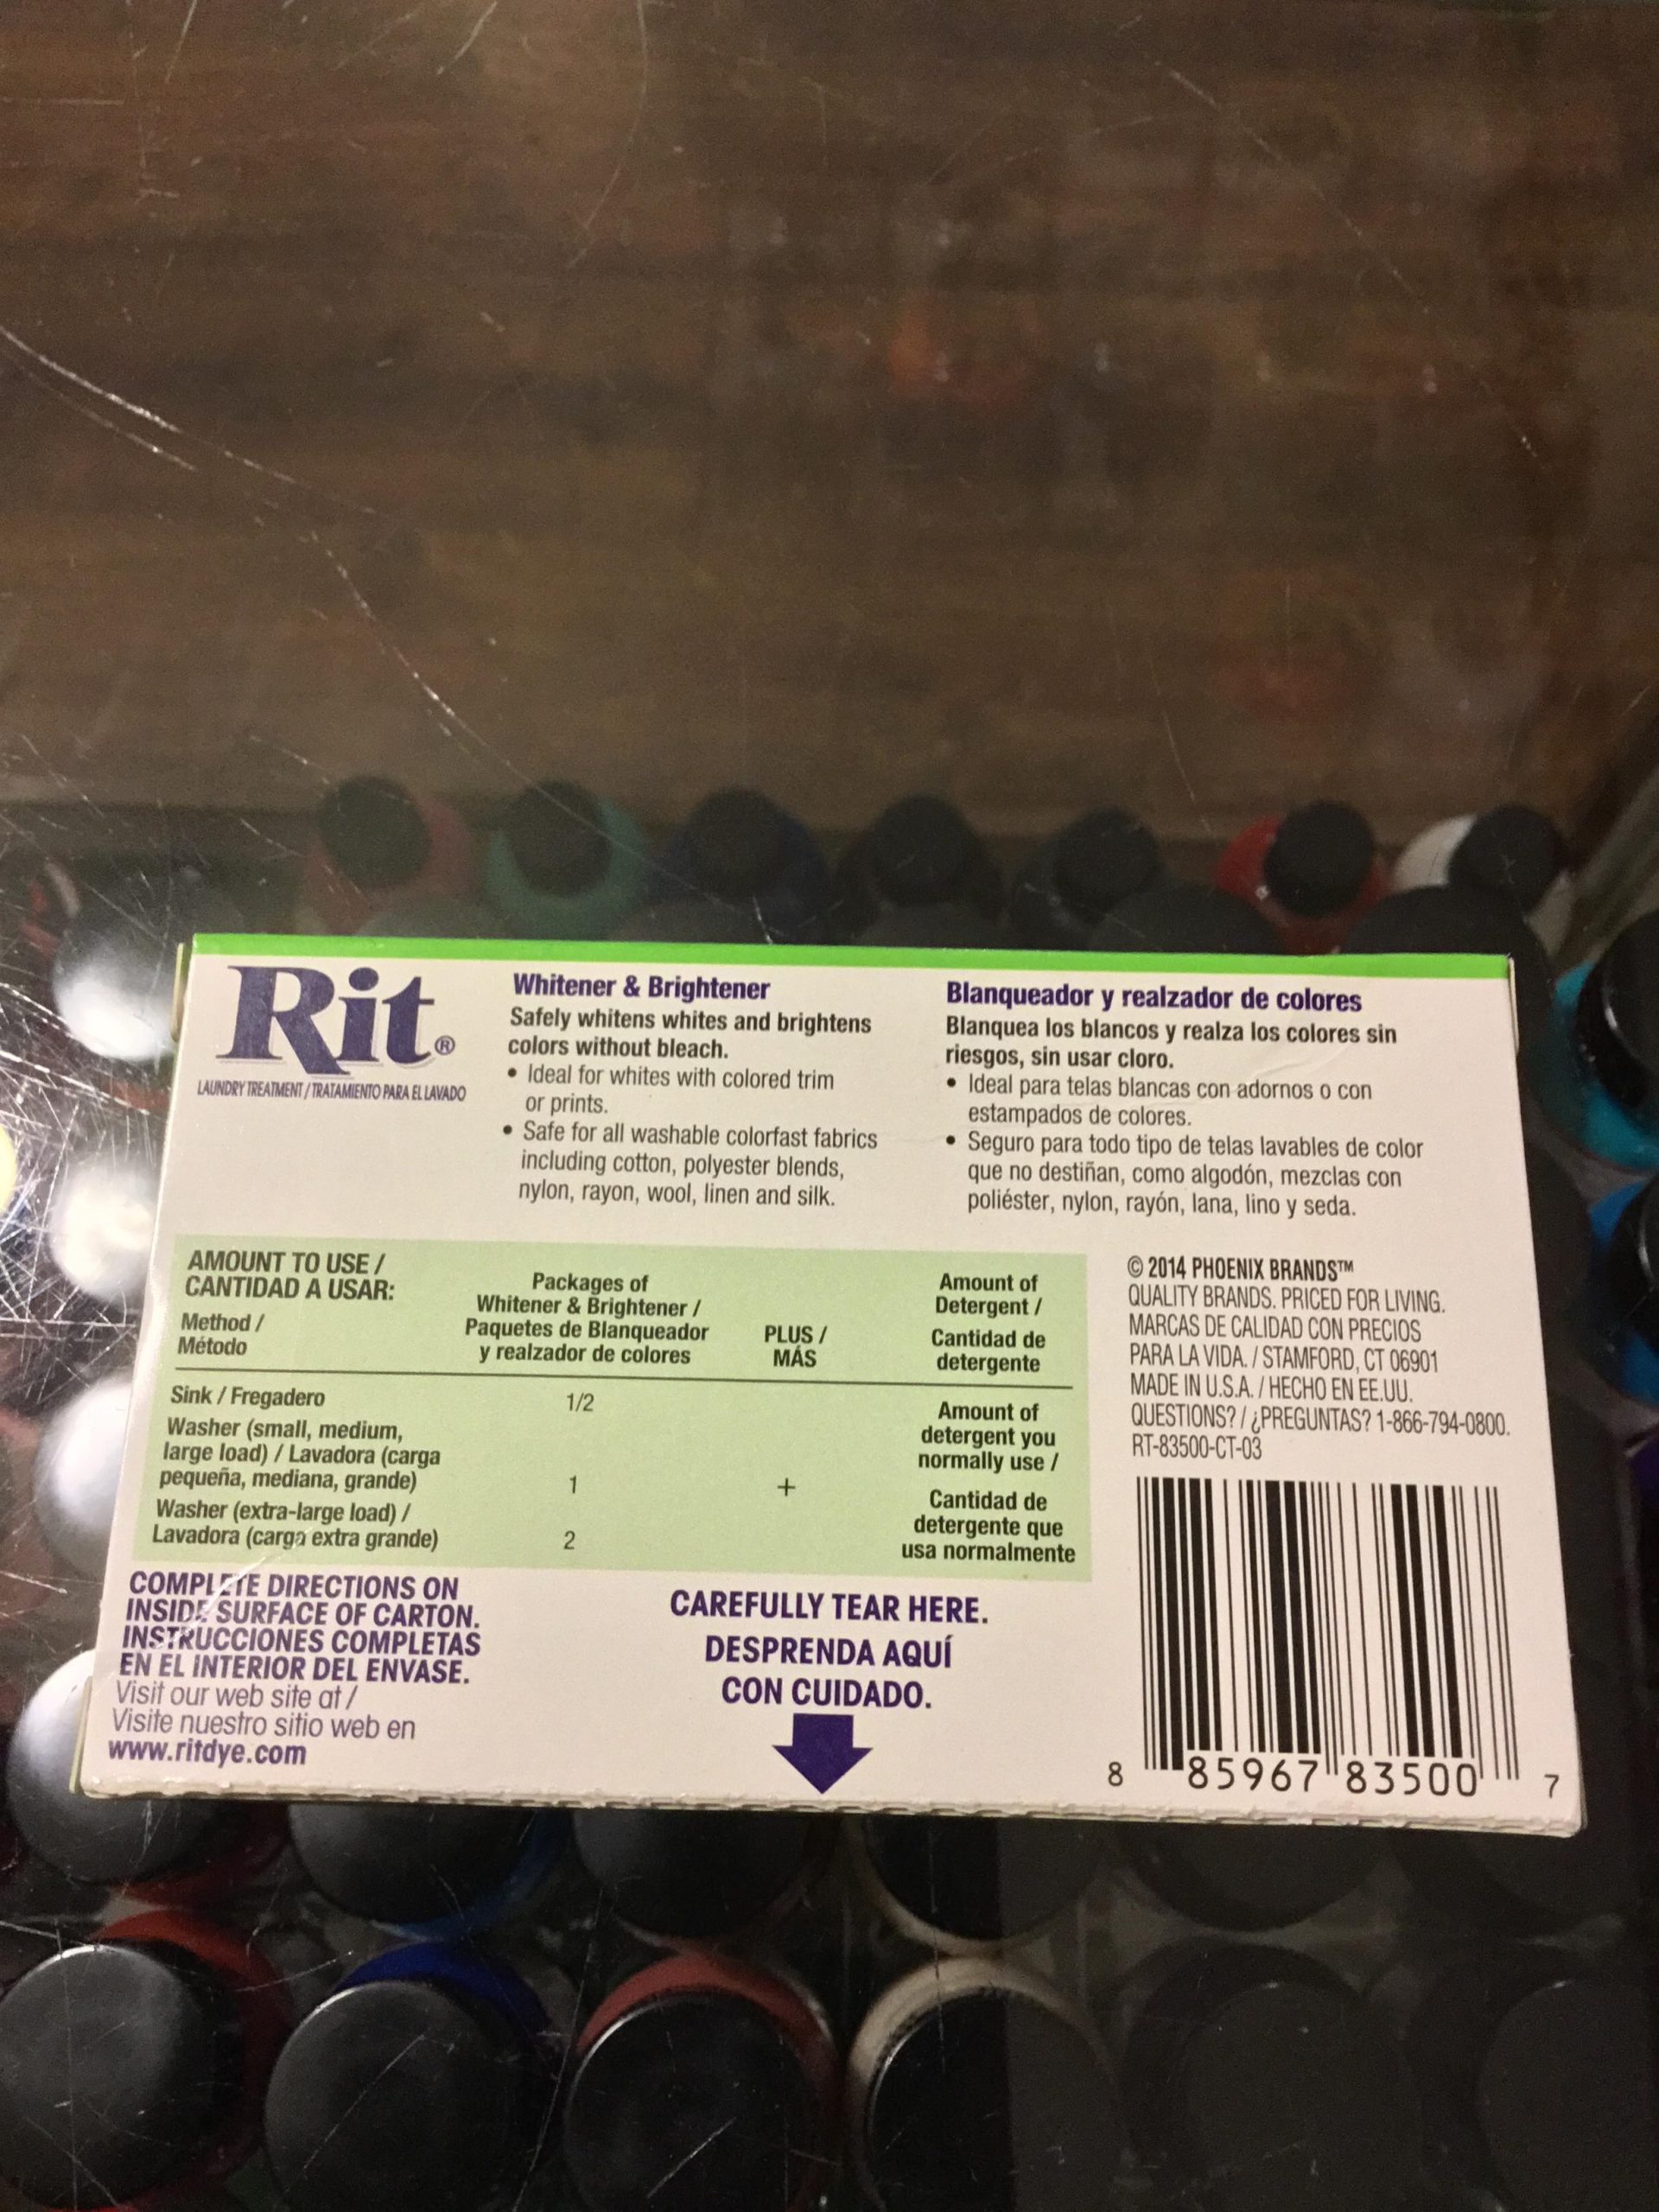 Rit®
LAUNDRY TREATMENT / TRATAMIENTO PARA EL LAVADO
Whitener & Brightener
Safely whitens whites and brightens
colors without bleach.
• Ideal for whites with colored trim
or prints.
• Safe for all washable colorfast fabrics
including cotton, polyester blends,
nylon, rayon, wool, linen and silk.
Blanqueador y realzador de colores
Blanquea los blancos y realza los colores sin
riesgos, sin usar cloro.
• Ideal para telas blancas con adornos o con
estampados de colores.
• Seguro para todo tipo de telas lavables de color
que no destiñan, como algodón, mezclas con
poliéster, nylon, rayón, lana, lino y seda.
AMOUNT TO USE /
CANTIDAD A USAR:
Method /
Método
Packages of
Whitener & Brightener /
Paquetes de Blanqueador
y realzador de colores
PLUS /
MÁS
Amount of
Detergent /
Cantidad de
detergente
Sink / Fregadero
1/2
Washer (small, medium,
large load) / Lavadora (carga
pequeña, mediana, grande)
1
Washer (extra-large load) /
Lavadora (carga extra grande)
2
+
Amount of
detergent you
normally use /
Cantidad de
detergente que
usa normalmente
© 2014 PHOENIX BRANDS™
QUALITY BRANDS. PRICED FOR LIVING.
MARCAS DE CALIDAD CON PRECIOS
PARA LA VIDA. / STAMFORD, CT 06901
MADE IN U.S.A. / HECHO EN EE.UU.
QUESTIONS? / ¿PREGUNTAS? 1-866-794-0800.
RT-83500-CT-03
COMPLETE DIRECTIONS ON
INSIDE SURFACE OF CARTON.
INSTRUCCIONES COMPLETAS
EN EL INTERIOR DEL ENVASE.
Visit our web site at /
Visite nuestro sitio web en
www.ritdye.com
CAREFULLY TEAR HERE.
DESPRENDA AQUÍ
CON CUIDADO.
8 85967 83500 7